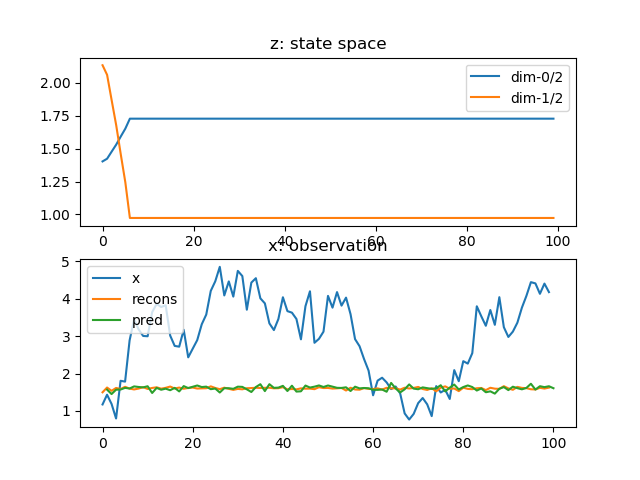 z: state space
2.00
1.75
1.50
1.25
1.00
dim-0/2
dim-1/2
0 20 40 60 80 100
x: observation
5
4
3
2
1
x
recons
pred
0 20 40 60 80 100